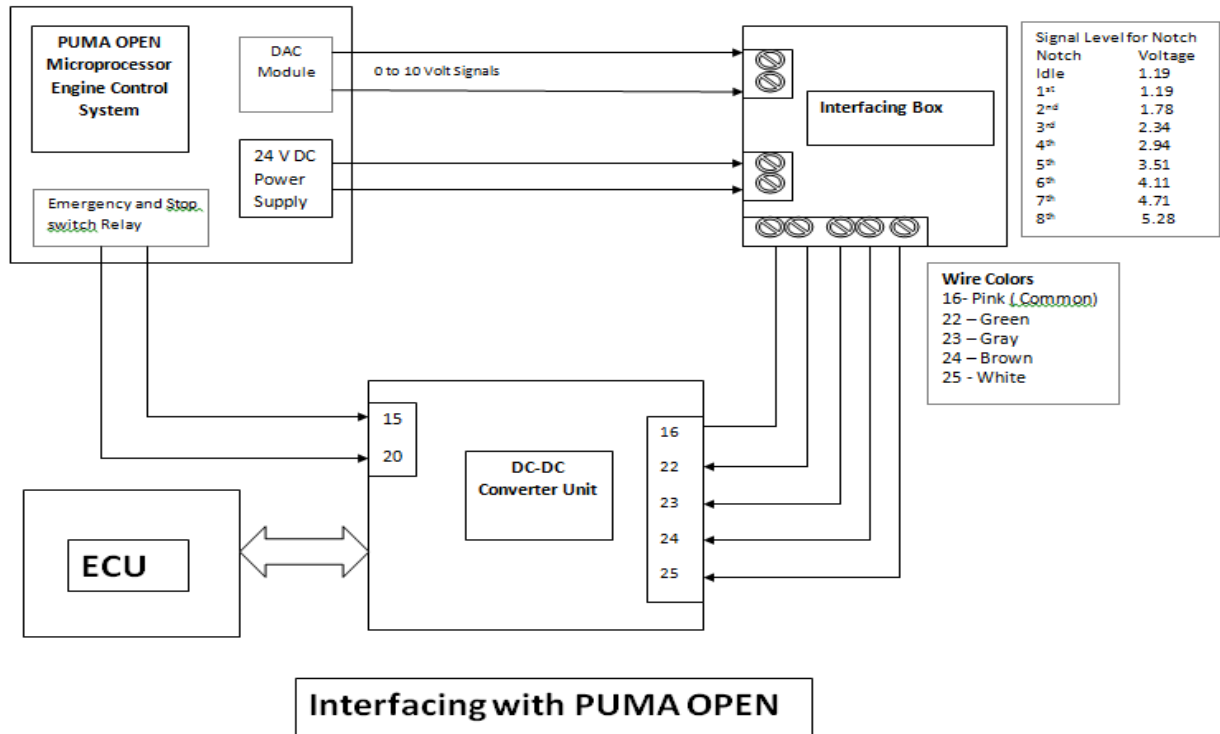 PUMA OPEN
Microprocessor
Engine Control
System
DAC
Module
0 to 10 Volt Signals
24 V DC
Power
Supply
Emergency and Stop
switch Relay
Interfacing Box
Signal Level for Notch
Notch Voltage
Idle 1.19
1st 1.19
2nd 1.78
3rd 2.34
4th 2.94
5th 3.51
6th 4.11
7th 4.71
8th 5.28
Wire Colors
16- Pink ( Common)
22 – Green
23 – Gray
24 – Brown
25 - White
15
20
DC-DC
Converter Unit
16
22
23
24
25
ECU
Interfacing with PUMA OPEN